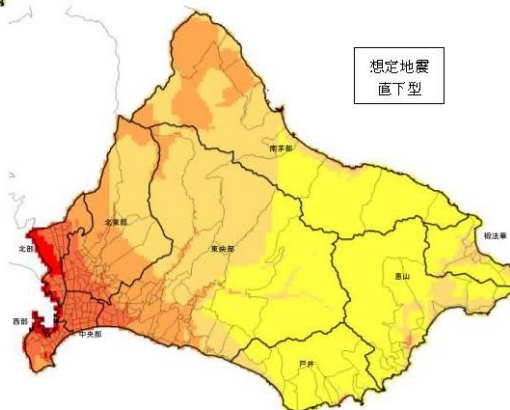 想定地震
直下型
南茅部
北東部
椴法華
北部
東央部
恵山
西部
中央部
戸井